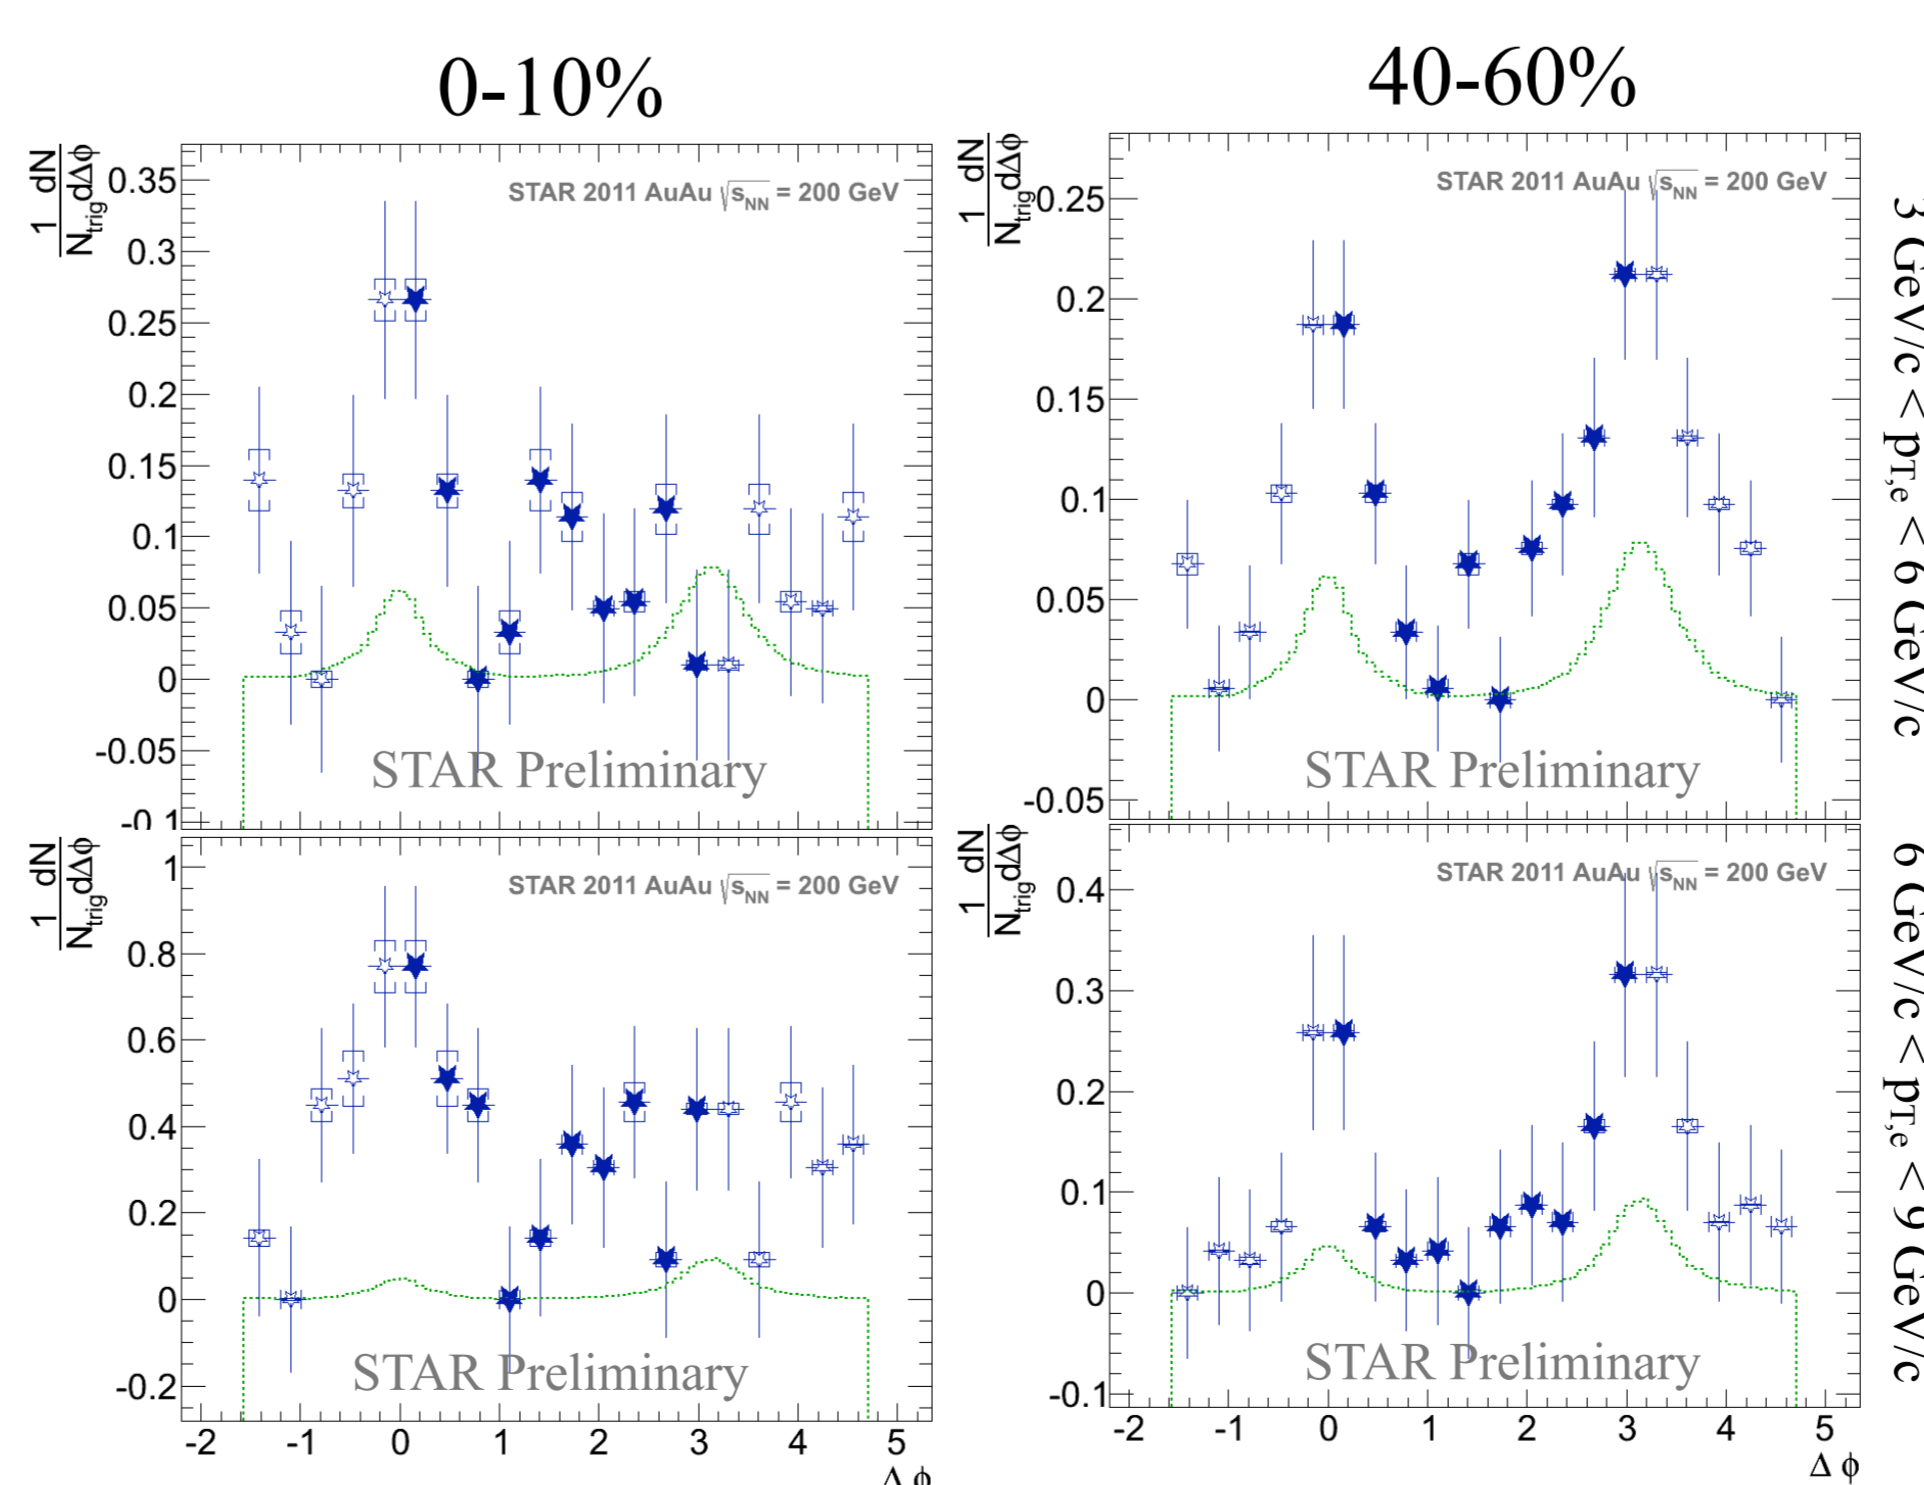 0-10%
40-60%
1 dN
N_trig dΔφ
STAR 2011 AuAu √s_NN = 200 GeV
0.35
0.3
0.25
0.2
0.15
0.1
0.05
0
-0.05
-0.1
STAR Preliminary
1 dN
N_trig dΔφ
STAR 2011 AuAu √s_NN = 200 GeV
0.25
0.2
0.15
0.1
0.05
0
-0.05
STAR Preliminary
3 GeV/c < p_T,e < 6 GeV/c
1 dN
N_trig dΔφ
STAR 2011 AuAu √s_NN = 200 GeV
1
0.8
0.6
0.4
0.2
0
-0.2
STAR Preliminary
-2 -1 0 1 2 3 4 5
Δ φ
1 dN
N_trig dΔφ
STAR 2011 AuAu √s_NN = 200 GeV
0.4
0.3
0.2
0.1
0
-0.1
STAR Preliminary
-2 -1 0 1 2 3 4 5
Δ φ
6 GeV/c < p_T,e < 9 GeV/c